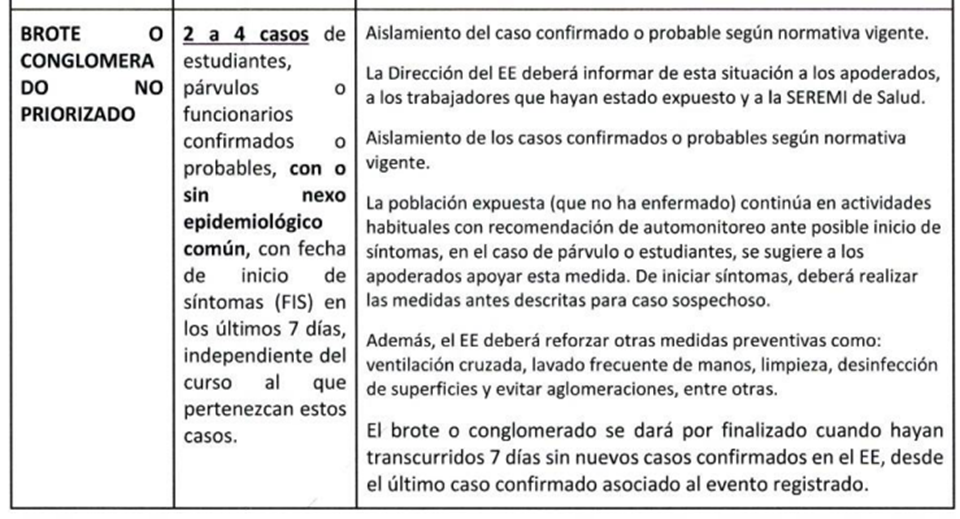 BROTE O
CONGLOMERA
DO NO
PRIORIZADO
2 a 4 casos de
estudiantes,
párvulos o
funcionarios
confirmados o
probables, con o
sin nexo
epidemiológico
común, con fecha
de inicio de
síntomas (FIS) en
los últimos 7 días,
independiente del
curso al que
pertenezcan estos
casos.
Aislamiento del caso confirmado o probable según normativa vigente.
La Dirección del EE deberá informar de esta situación a los apoderados,
a los trabajadores que hayan estado expuesto y a la SEREMI de Salud.
Aislamiento de los casos confirmados o probables según normativa
vigente.
La población expuesta (que no ha enfermado) continúa en actividades
habituales con recomendación de automonitoreo ante posible inicio de
síntomas, en el caso de párvulo o estudiantes, se sugiere a los
apoderados apoyar esta medida. De iniciar síntomas, deberá realizar
las medidas antes descritas para caso sospechoso.
Además, el EE deberá reforzar otras medidas preventivas como:
ventilación cruzada, lavado frecuente de manos, limpieza, desinfección
de superficies y evitar aglomeraciones, entre otras.
El brote o conglomerado se dará por finalizado cuando hayan
transcurridos 7 días sin nuevos casos confirmados en el EE, desde
el último caso confirmado asociado al evento registrado.